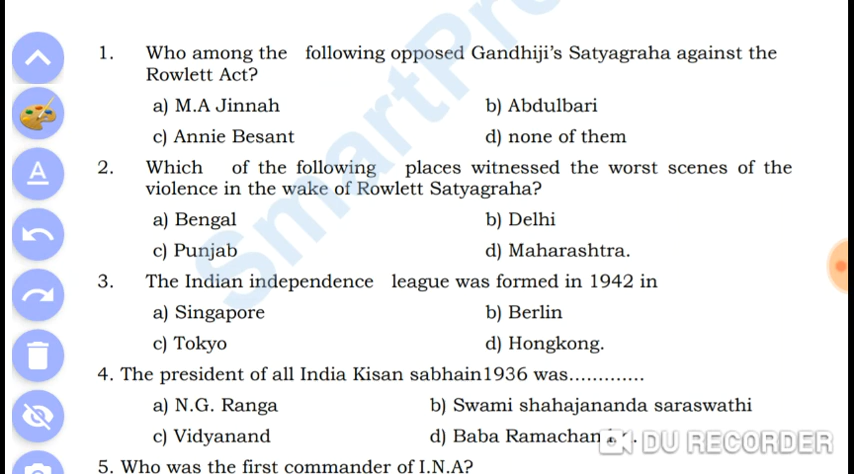 1. Who among the following opposed Gandhiji's Satyagraha against the
Rowlett Act?
a) M.A Jinnah b) Abdulbari
c) Annie Besant d) none of them
2. Which of the following places witnessed the worst scenes of the
violence in the wake of Rowlett Satyagraha?
a) Bengal b) Delhi
c) Punjab d) Maharashtra.
3. The Indian independence league was formed in 1942 in
a) Singapore b) Berlin
c) Tokyo d) Hongkong.
4. The president of all India Kisan sabhain1936 was.............
a) N.G. Ranga b) Swami shahajananda saraswathi
c) Vidyanand d) Baba
DU RECORDER
5. Who was the first commander of I.N.A?
A